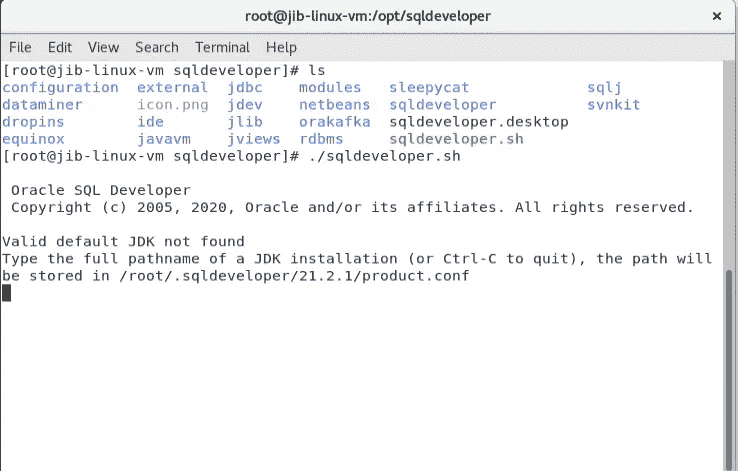 root@jib-linux-vm:/opt/sqldeveloper ×
File Edit View Search Terminal Help
[root@jib-linux-vm sqldeveloper]# ls
configuration external jdbc modules sleepycat sqlj
dataminer icon.png jdev netbeans sqldeveloper svnkit
dropins ide jlib orakafka sqldeveloper.desktop
equinox javavm jviews rdbms sqldeveloper.sh
[root@jib-linux-vm sqldeveloper]# ./sqldeveloper.sh
Oracle SQL Developer
Copyright (c) 2005, 2020, Oracle and/or its affiliates. All rights reserved.
Valid default JDK not found
Type the full pathname of a JDK installation (or Ctrl-C to quit), the path will
be stored in /root/.sqldeveloper/21.2.1/product.conf